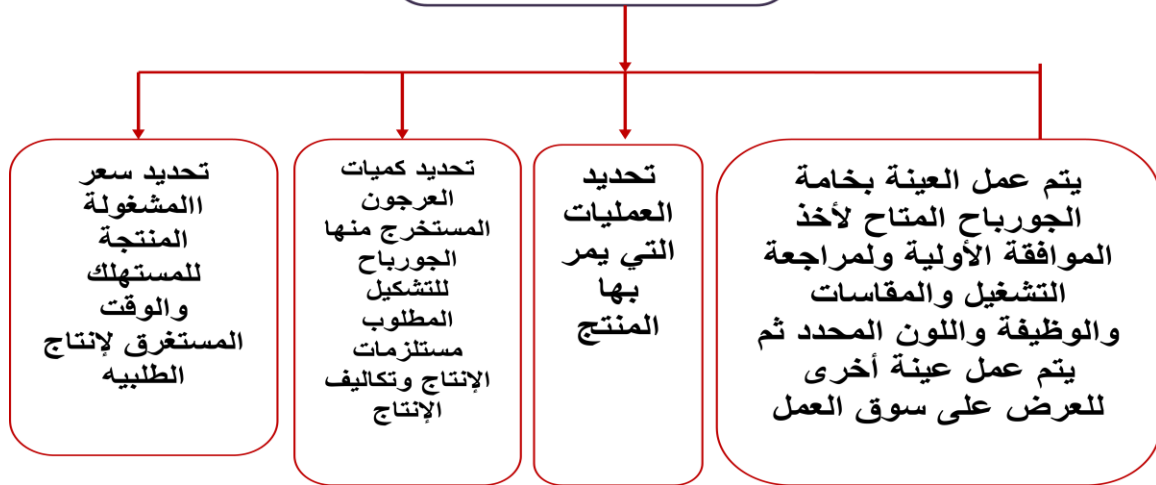 يتم عمل العينة بخامة
الجورباح المتاح لأخذ
الموافقة الأولية ولمراجعة
التشغيل والمقاسات
والوظيفة واللون المحدد ثم
يتم عمل عينة أخرى
للعرض على سوق العمل
تحديد
العمليات
التي يمر
بها
المنتج
تحديد كميات
العرجون
المستخرج منها
الجورباح
للتشكيل
المطلوب
مستلزمات
الإنتاج وتكاليف
الإنتاج
تحديد سعر
االمشغولة
المنتجة
للمستهلك
والوقت
المستغرق لإنتاج
الطلبيه